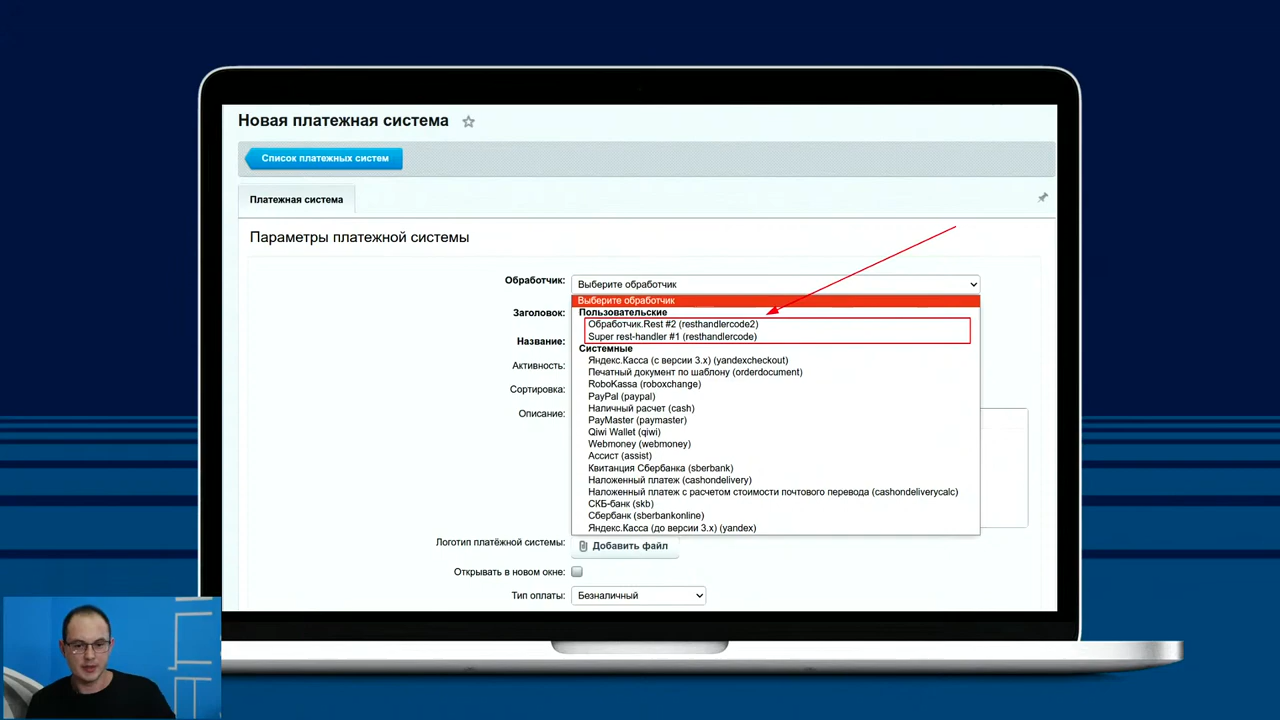 Новая платежная система
Список платежных систем
Платежная система
Параметры платежной системы
Обработчик: Выберите обработчик
Выберите обработчик
Заголовок: Пользовательские
Обработчик.Rest #2 (resthandlercode2)
Super rest-handler #1 (resthandlercode)
Название: Системные
Яндекс.Касса (с версии 3.x) (yandexcheckout)
Активность: Печатный документ по шаблону (orderdocument)
RoboKassa (roboxchange)
Сортировка: PayPal (paypal)
Наличный расчет (cash)
Описание: PayMaster (paymaster)
Qiwi Wallet (qiwi)
Webmoney (webmoney)
Ассист (assist)
Квитанция Сбербанка (sberbank)
Наложенный платеж (cashondelivery)
Наложенный платеж с расчетом стоимости почтового перевода (cashondeliverycalc)
СКБ-банк (skb)
Сбербанк (sberbankonline)
Яндекс.Касса (до версии 3.x) (yandex)
Логотип платёжной системы: Добавить файл
Открывать в новом окне:
Тип оплаты: Безналичный